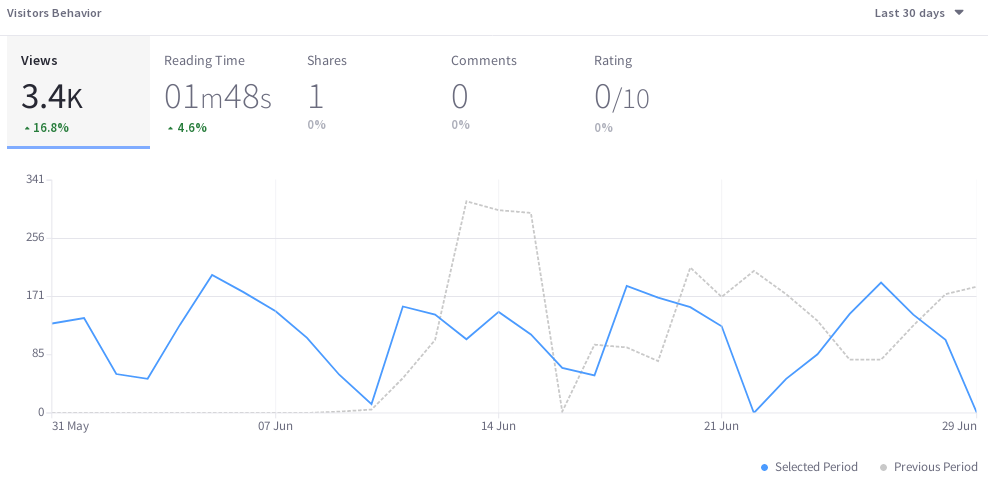 Visitors Behavior Last 30 days
Views Reading Time Shares Comments Rating
3.4K 01m48s 1 0 0/10
16.8% 4.6% 0% 0% 0%
341
256
171
85
0
31 May 07 Jun 14 Jun 21 Jun 29 Jun
Selected Period Previous Period